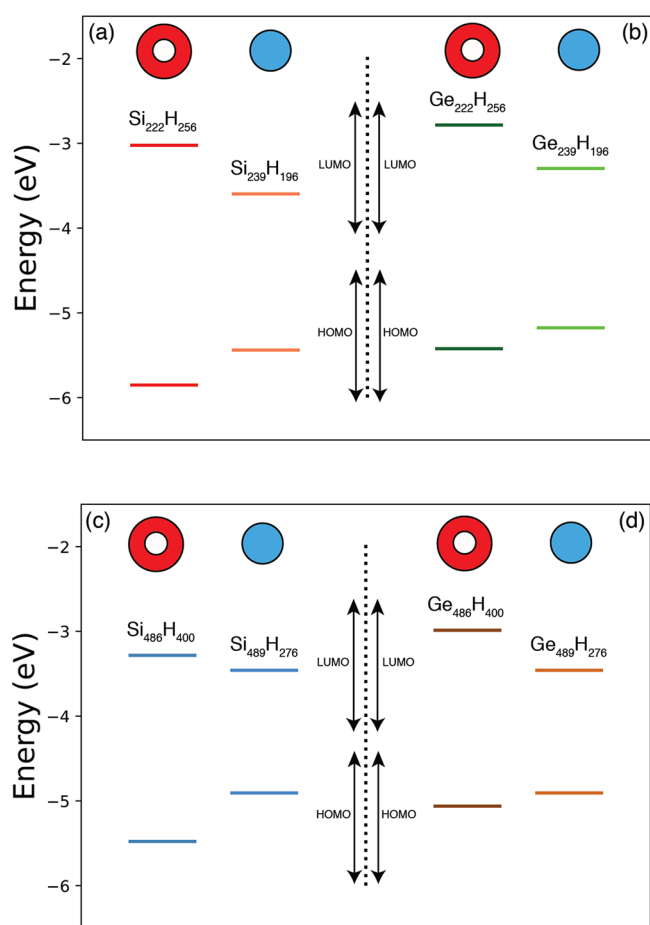 (a)
(b)
Energy (eV)
−2
−3
−4
−5
−6
Si222H256
Si239H196
Ge222H256
Ge239H196
LUMO
LUMO
HOMO
HOMO
(c)
(d)
Energy (eV)
−2
−3
−4
−5
−6
Si486H400
Si489H276
Ge486H400
Ge489H276
LUMO
LUMO
HOMO
HOMO